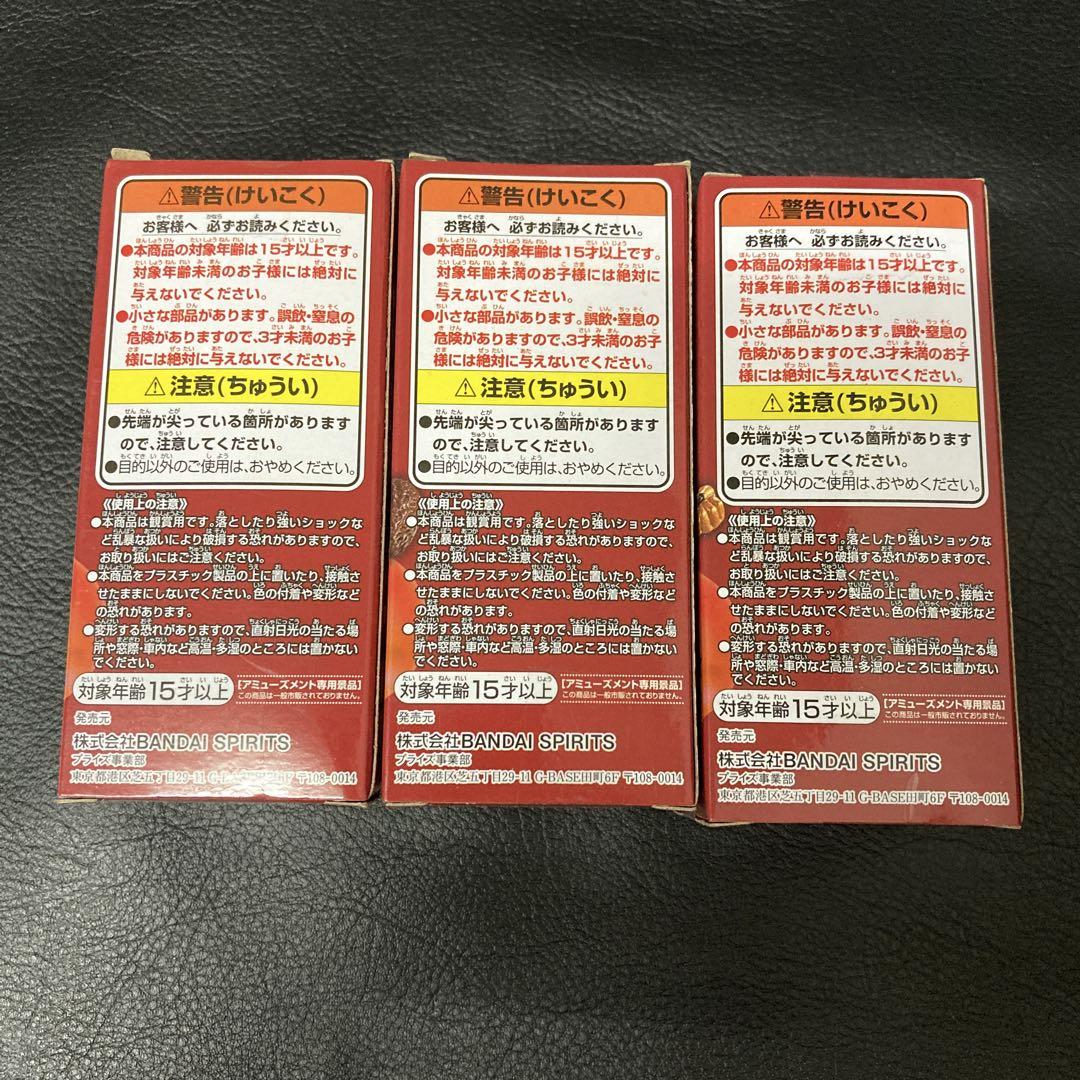 ⚠警告(けいこく)
お客様へ 必ずお読みください。
●本商品の対象年齢は15才以上です。
対象年齢未満のお子様には絶対に
与えないでください。
●小さな部品があります。誤飲・窒息の
危険がありますので、3才未満のお子
様には絶対に与えないでください。
⚠注意(ちゅうい)
●先端が尖っている箇所があります
ので、注意してください。
●目的以外のご使用は、おやめください。
《使用上の注意》
●本商品は観賞用です。落としたり強いショックな
ど乱暴な扱いにより破損する恐れがありますので、
お取り扱いにはご注意ください。
●本商品をプラスチック製品の上に置いたり、接触さ
せたままにしないでください。色の付着や変形など
の恐れがあります。
●変形する恐れがありますので、直射日光の当たる場
所や窓際・車内など高温・多湿のところには置かない
でください。
対象年齢15才以上
【アミューズメント専用景品】
この商品は一般市販されておりません。
発売元
株式会社BANDAI SPIRITS
プライズ事業部
東京都港区芝五丁目29-11 G-BASE田町6F 〒108-0014
⚠警告(けいこく)
お客様へ 必ずお読みください。
●本商品の対象年齢は15才以上です。
対象年齢未満のお子様には絶対に
与えないでください。
●小さな部品があります。誤飲・窒息の
危険がありますので、3才未満のお子
様には絶対に与えないでください。
⚠注意(ちゅうい)
●先端が尖っている箇所があります
ので、注意してください。
●目的以外のご使用は、おやめください。
《使用上の注意》
●本商品は観賞用です。落としたり強いショックな
ど乱暴な扱いにより破損する恐れがありますので、
お取り扱いにはご注意ください。
●本商品をプラスチック製品の上に置いたり、接触さ
せたままにしないでください。色の付着や変形など
の恐れがあります。
●変形する恐れがありますので、直射日光の当たる場
所や窓際・車内など高温・多湿のところには置かない
でください。
対象年齢15才以上
【アミューズメント専用景品】
この商品は一般市販されておりません。
発売元
株式会社BANDAI SPIRITS
プライズ事業部
東京都港区芝五丁目29-11 G-BASE田町6F 〒108-0014
⚠警告(けいこく)
お客様へ 必ずお読みください。
●本商品の対象年齢は15才以上です。
対象年齢未満のお子様には絶対に
与えないでください。
●小さな部品があります。誤飲・窒息の
危険がありますので、3才未満のお子
様には絶対に与えないでください。
⚠注意(ちゅうい)
●先端が尖っている箇所があります
ので、注意してください。
●目的以外のご使用は、おやめください。
《使用上の注意》
●本商品は観賞用です。落としたり強いショックな
ど乱暴な扱いにより破損する恐れがありますので、
お取り扱いにはご注意ください。
●本商品をプラスチック製品の上に置いたり、接触さ
せたままにしないでください。色の付着や変形など
の恐れがあります。
●変形する恐れがありますので、直射日光の当たる場
所や窓際・車内など高温・多湿のところには置かない
でください。
対象年齢15才以上
【アミューズメント専用景品】
この商品は一般市販されておりません。
発売元
株式会社BANDAI SPIRITS
プライズ事業部
東京都港区芝五丁目29-11 G-BASE田町6F 〒108-0014